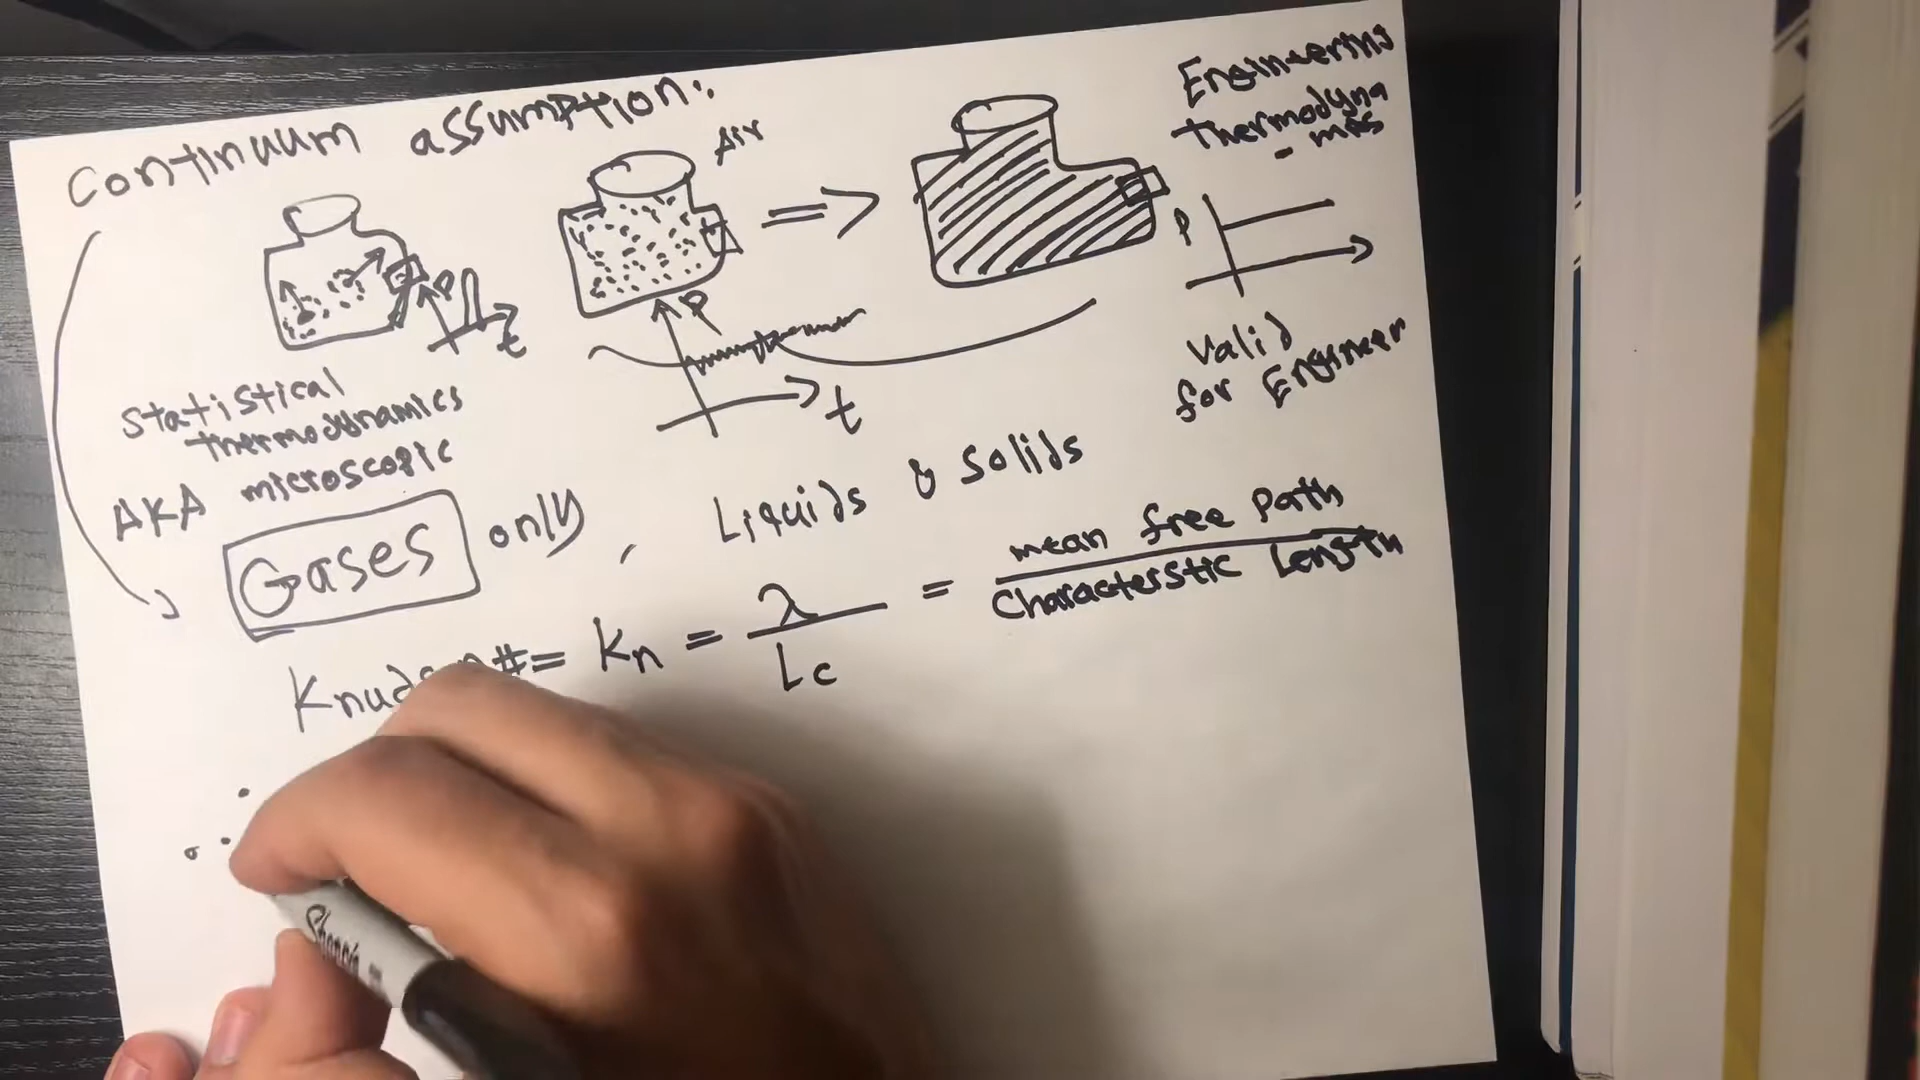 Continuum assumption:
Air
Engineering
thermodyna
- mics
P
t
P
t
P
Statistical
thermodynamics
AKA microscopic
Valid
for Engineer
Gases only, Liquids & Solids
Kn = λ / Lc = mean free path / characterstic Length
Sharpie